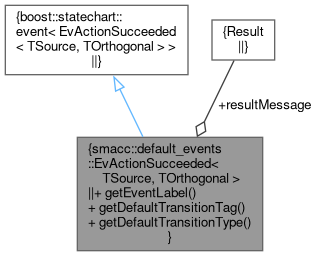 {boost::statechart::
event< EvActionSucceeded
< TSource, TOrthogonal > >
||}
{Result
||}
+resultMessage
{smacc::default_events
::EvActionSucceeded<
TSource, TOrthogonal >
||+ getEventLabel()
+ getDefaultTransitionTag()
+ getDefaultTransitionType()
}